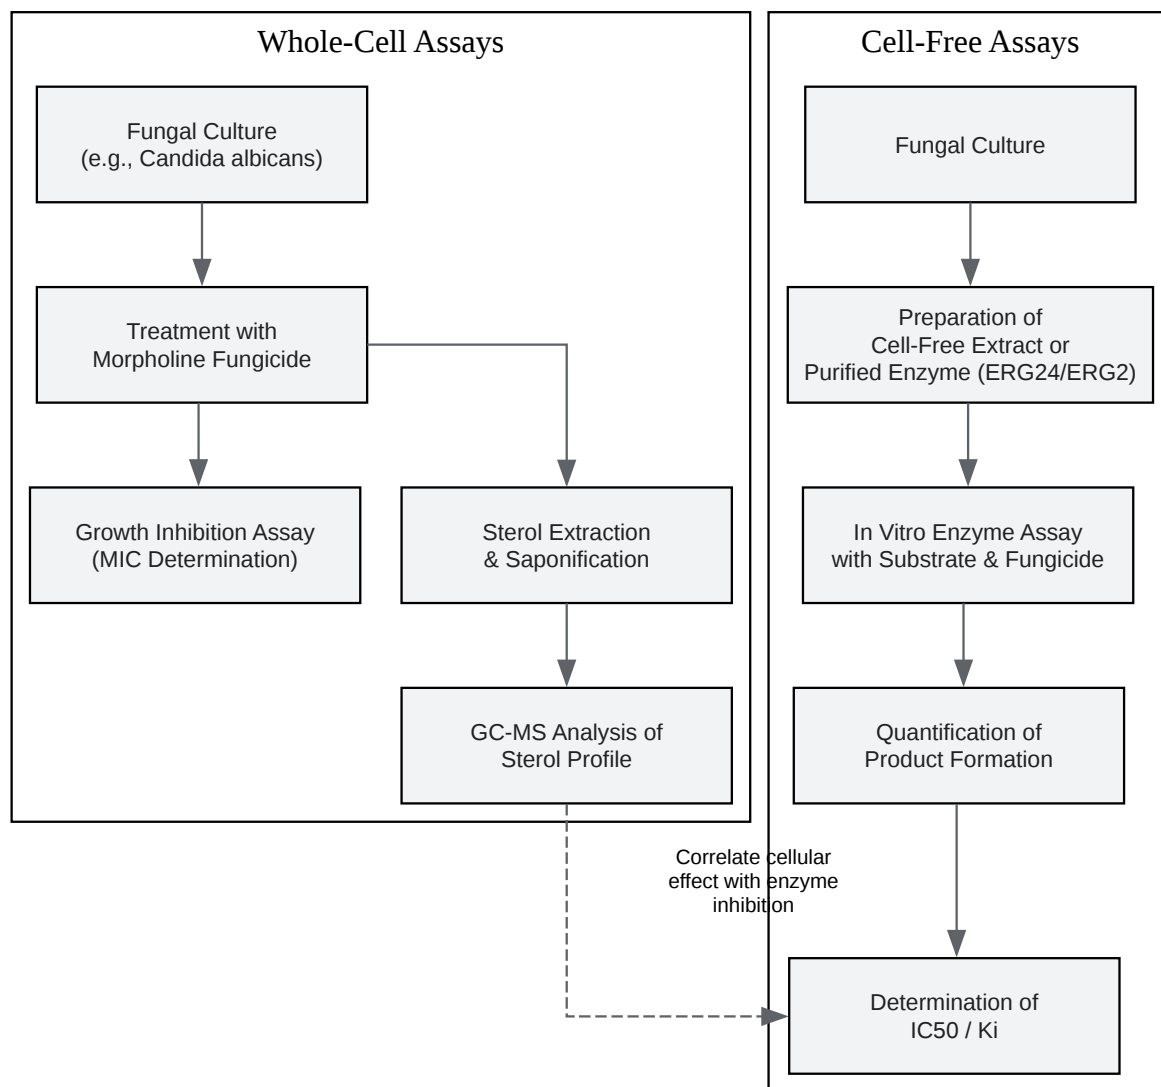 Whole-Cell Assays
Fungal Culture
(e.g., Candida albicans)
Treatment with
Morpholine Fungicide
Growth Inhibition Assay
(MIC Determination)
Sterol Extraction
& Saponification
GC-MS Analysis of
Sterol Profile
Correlate cellular
effect with enzyme
inhibition
Cell-Free Assays
Fungal Culture
Preparation of
Cell-Free Extract or
Purified Enzyme (ERG24/ERG2)
In Vitro Enzyme Assay
with Substrate & Fungicide
Quantification of
Product Formation
Determination of
IC50 / Ki